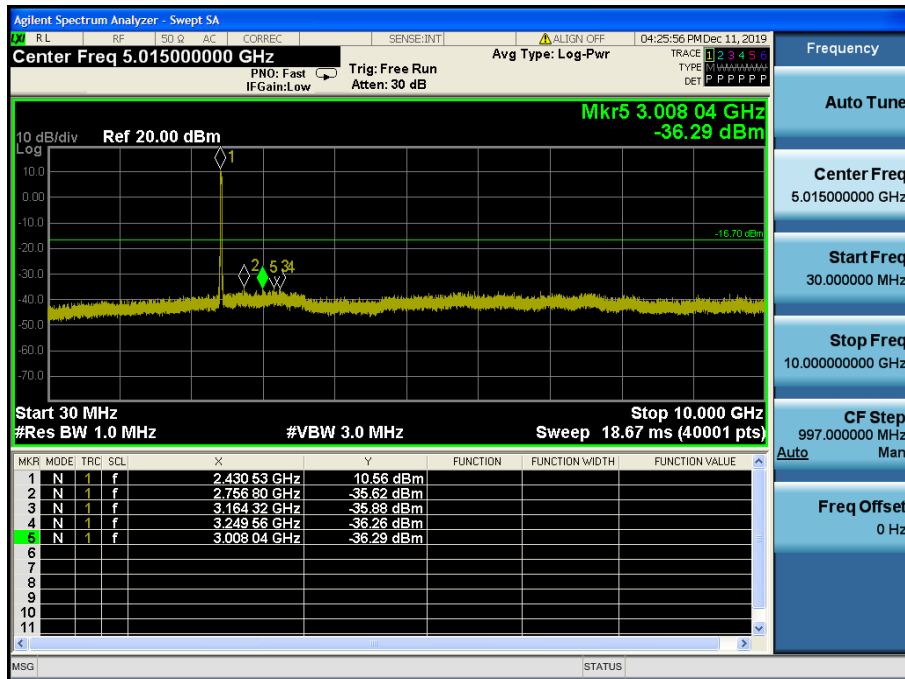 Agilent Spectrum Analyzer - Swept SA
LXI RL RF 50 Ω AC CORREC SENSE:INT ALIGN OFF 04:25:56 PM Dec 11, 2019
Center Freq 5.015000000 GHz
PNO: Fast
IFGain:Low
Trig: Free Run
Atten: 30 dB
Avg Type: Log-Pwr
TRACE 1 2 3 4 5 6
TYPE M WWWWW
DET P P P P P P
Mkr5 3.008 04 GHz
-36.29 dBm
10 dB/div Ref 20.00 dBm
Log
10.0
0.00
-10.0
-20.0
-30.0
-40.0
-50.0
-60.0
-70.0
1
2 5 3 4
-16.70 dBm
Start 30 MHz Stop 10.000 GHz
#Res BW 1.0 MHz #VBW 3.0 MHz Sweep 18.67 ms (40001 pts)
MKR MODE TRC SCL X Y FUNCTION FUNCTION WIDTH FUNCTION VALUE
1 N 1 f 2.430 53 GHz 10.56 dBm
2 N 1 f 2.756 80 GHz -35.62 dBm
3 N 1 f 3.164 32 GHz -35.88 dBm
4 N 1 f 3.249 56 GHz -36.26 dBm
5 N 1 f 3.008 04 GHz -36.29 dBm
6
7
8
9
10
11
MSG STATUS
Frequency
Auto Tune
Center Freq
5.015000000 GHz
Start Freq
30.000000 MHz
Stop Freq
10.000000000 GHz
CF Step
997.000000 MHz
Auto Man
Freq Offset
0 Hz